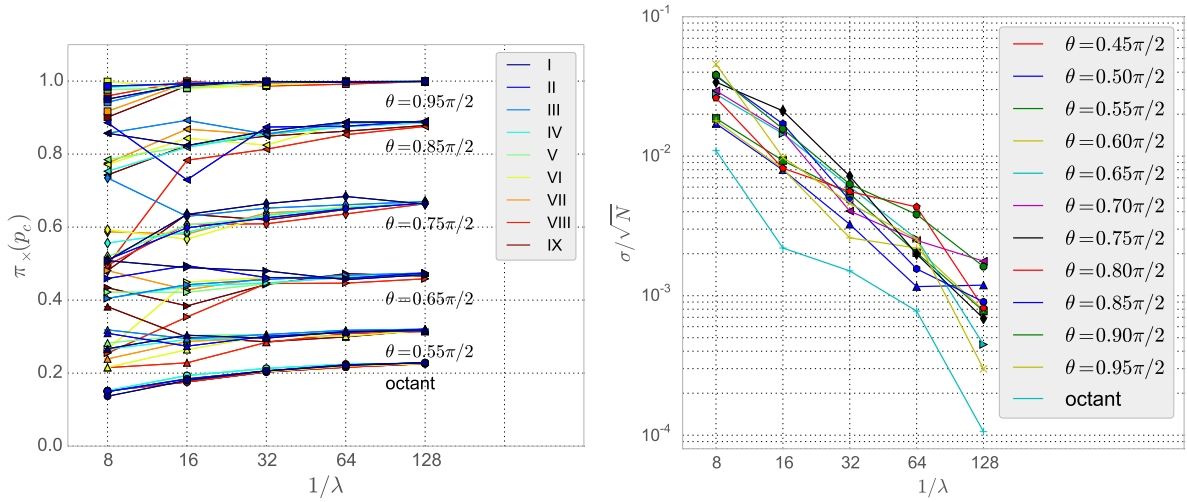 1.0
0.8
0.6
0.4
0.2
0.0
π×(p_c)
8 16 32 64 128
1/λ
I
II
III
IV
V
VI
VII
VIII
IX
θ=0.95π/2
θ=0.85π/2
θ=0.75π/2
θ=0.65π/2
θ=0.55π/2
octant
10⁻¹
10⁻²
10⁻³
10⁻⁴
σ/√N
8 16 32 64 128
1/λ
θ=0.45π/2
θ=0.50π/2
θ=0.55π/2
θ=0.60π/2
θ=0.65π/2
θ=0.70π/2
θ=0.75π/2
θ=0.80π/2
θ=0.85π/2
θ=0.90π/2
θ=0.95π/2
octant